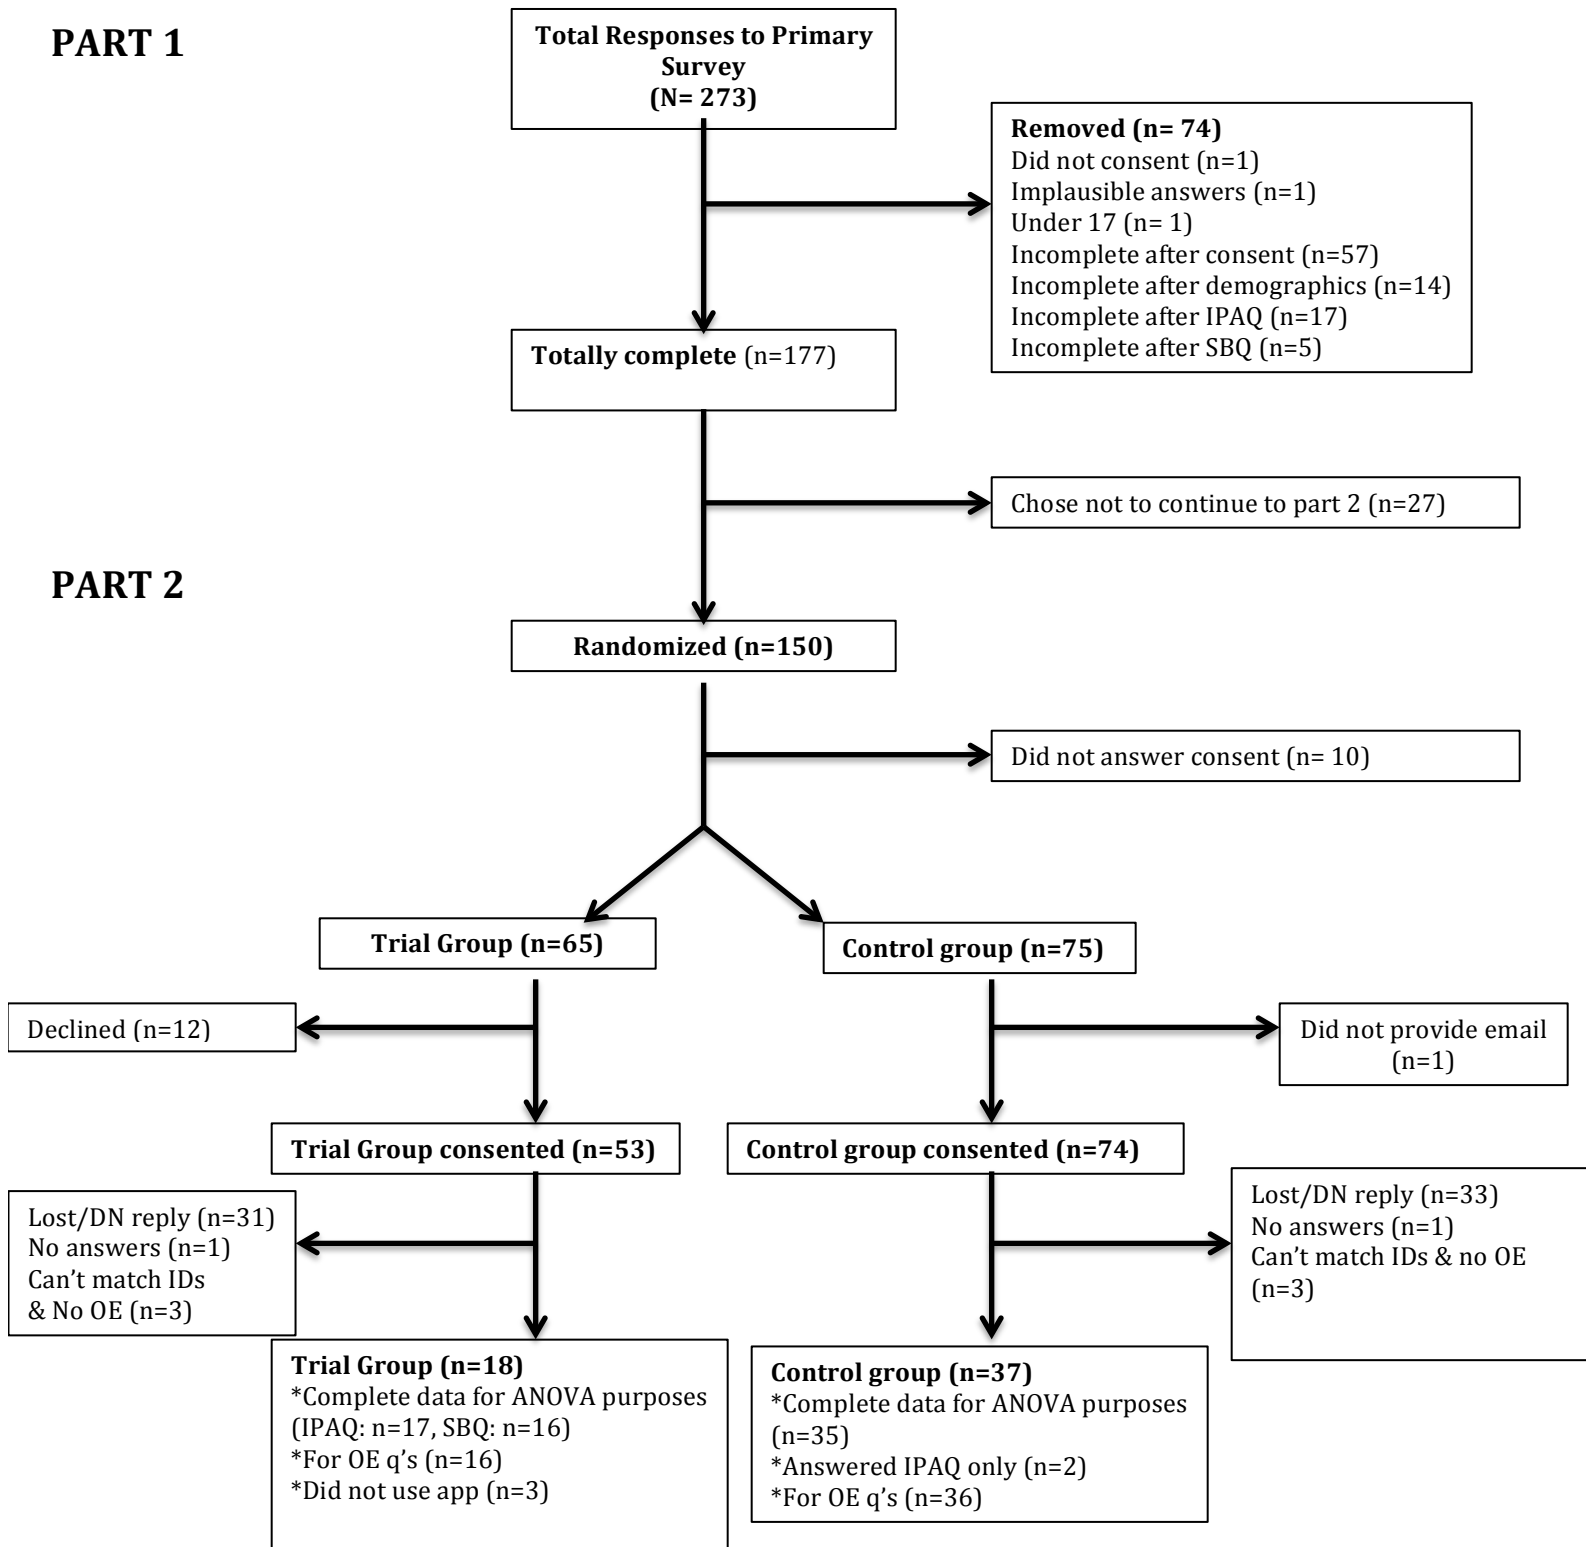 PART 1
Total Responses to Primary
Survey
(N= 273)
Removed (n= 74)
Did not consent (n=1)
Implausible answers (n=1)
Under 17 (n= 1)
Incomplete after consent (n=57)
Incomplete after demographics (n=14)
Incomplete after IPAQ (n=17)
Incomplete after SBQ (n=5)
Totally complete (n=177)
Chose not to continue to part 2 (n=27)
PART 2
Randomized (n=150)
Did not answer consent (n= 10)
Trial Group (n=65)
Control group (n=75)
Declined (n=12)
Did not provide email
(n=1)
Trial Group consented (n=53)
Control group consented (n=74)
Lost/DN reply (n=31)
No answers (n=1)
Can’t match IDs
& No OE (n=3)
Lost/DN reply (n=33)
No answers (n=1)
Can’t match IDs & no OE
(n=3)
Trial Group (n=18)
*Complete data for ANOVA purposes
(IPAQ: n=17, SBQ: n=16)
*For OE q’s (n=16)
*Did not use app (n=3)
Control group (n=37)
*Complete data for ANOVA purposes
(n=35)
*Answered IPAQ only (n=2)
*For OE q’s (n=36)